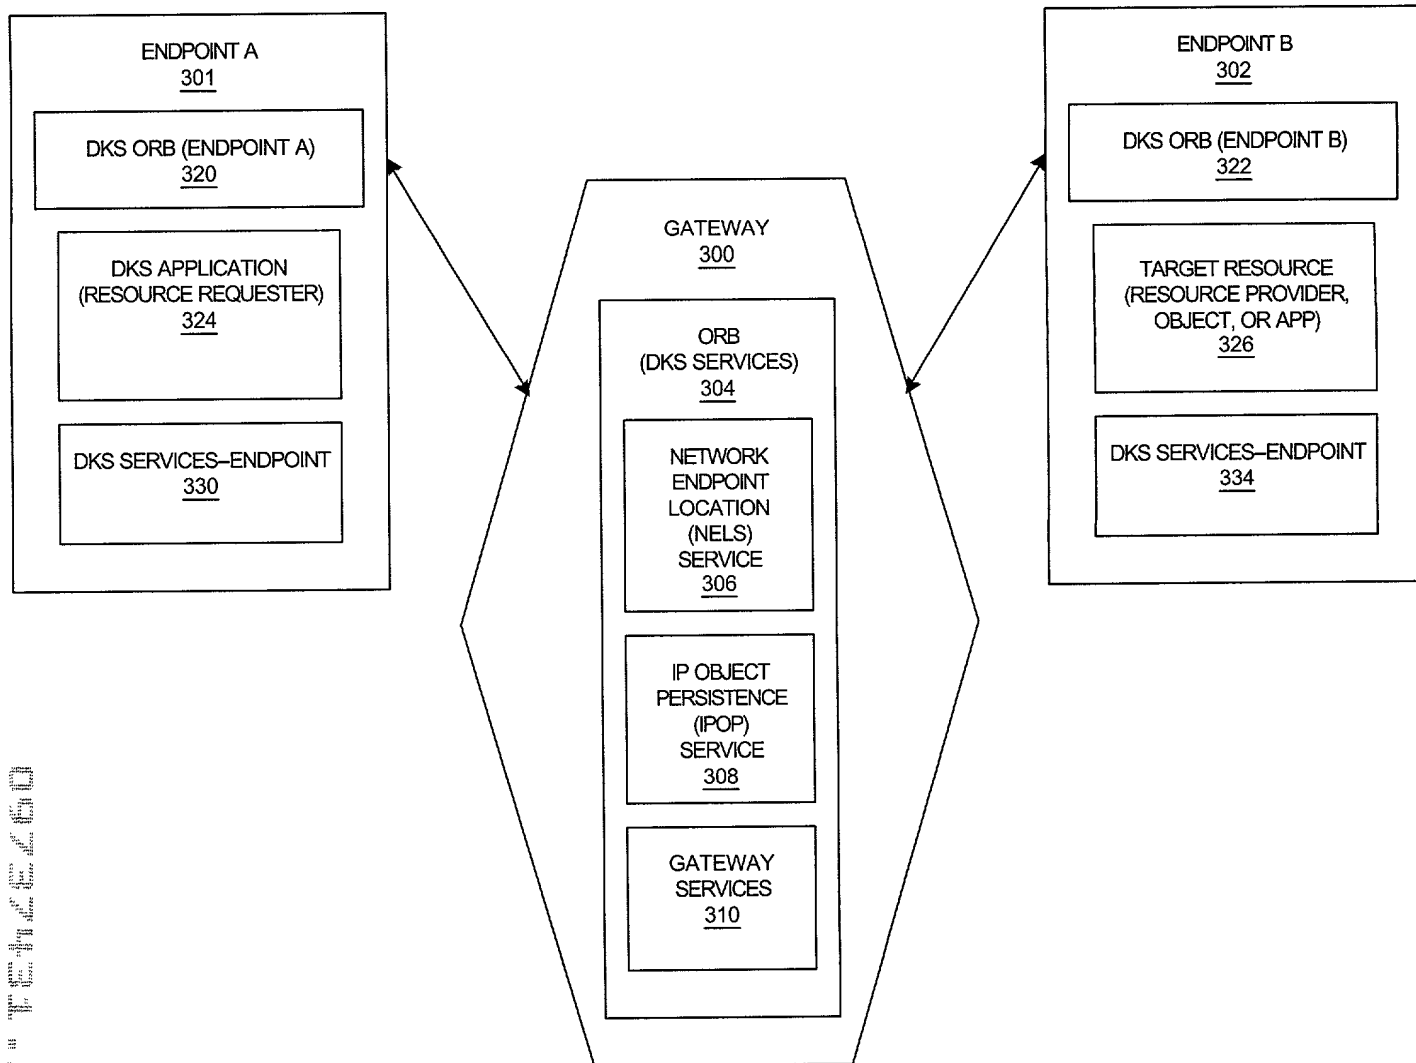 ENDPOINT A
301
DKS ORB (ENDPOINT A)
320
DKS APPLICATION
(RESOURCE REQUESTER)
324
DKS SERVICES–ENDPOINT
330
GATEWAY
300
ORB
(DKS SERVICES)
304
NETWORK
ENDPOINT
LOCATION
(NELS)
SERVICE
306
IP OBJECT
PERSISTENCE
(IPOP)
SERVICE
308
GATEWAY
SERVICES
310
ENDPOINT B
302
DKS ORB (ENDPOINT B)
322
TARGET RESOURCE
(RESOURCE PROVIDER,
OBJECT, OR APP)
326
DKS SERVICES–ENDPOINT
334